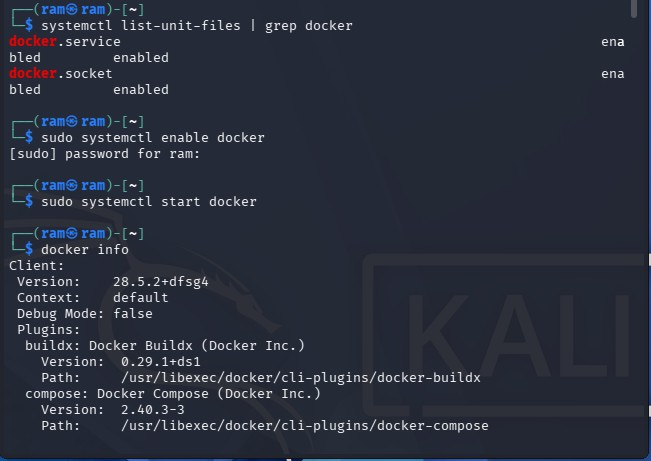 ┌──(ram㉿ram)-[~]
└─$ systemctl list-unit-files | grep docker
docker.service                                                            ena
bled         enabled
docker.socket                                                             ena
bled         enabled

┌──(ram㉿ram)-[~]
└─$ sudo systemctl enable docker
[sudo] password for ram:

┌──(ram㉿ram)-[~]
└─$ sudo systemctl start docker

┌──(ram㉿ram)-[~]
└─$ docker info
Client:
 Version:    28.5.2+dfsg4
 Context:    default
 Debug Mode: false
 Plugins:
  buildx: Docker Buildx (Docker Inc.)
    Version:  0.29.1+ds1
    Path:     /usr/libexec/docker/cli-plugins/docker-buildx
  compose: Docker Compose (Docker Inc.)
    Version:  2.40.3-3
    Path:     /usr/libexec/docker/cli-plugins/docker-compose
KALI